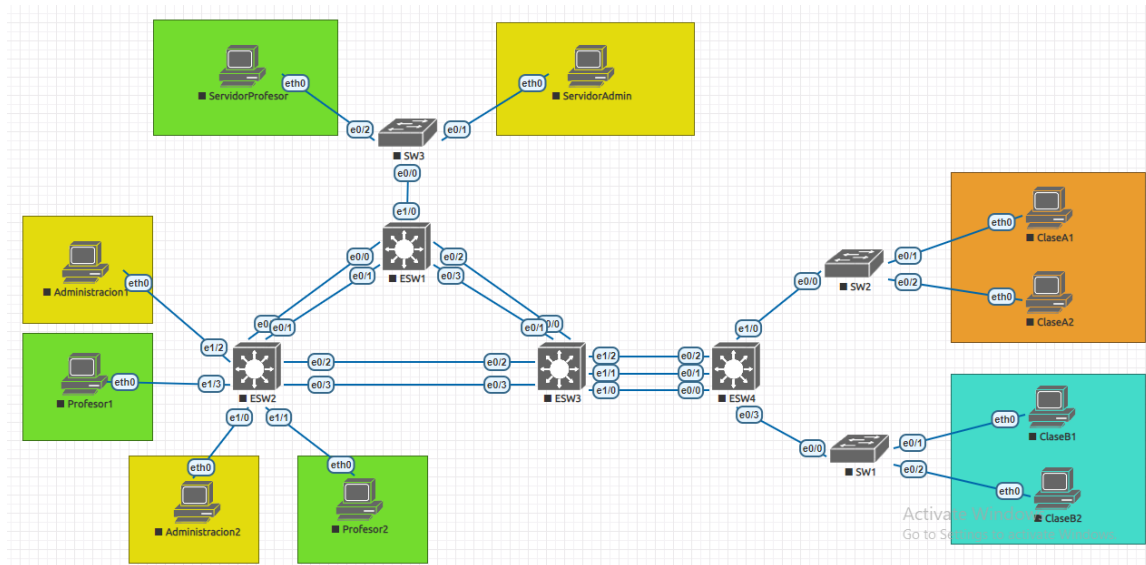 eth0
ServidorProfesor
eth0
ServidorAdmin
e0/2
e0/1
SW3
e0/0
e1/0
ESW1
e0/0
e0/1
e0/2
e0/3
eth0
Administracion1
eth0
Profesor1
e1/2
e1/3
e0/1
e0/2
e0/3
ESW2
e1/0
e1/1
eth0
Administracion2
eth0
Profesor2
e0/1
e0/2
e0/3
ESW3
e1/2
e1/1
e1/0
e0/2
e0/1
e0/0
ESW4
e1/0
e0/3
e0/0
SW2
e0/1
e0/2
eth0
ClaseA1
eth0
ClaseA2
e0/0
SW1
e0/1
e0/2
eth0
ClaseB1
eth0
ClaseB2
Activate Windows
Go to Settings to activate Windows.